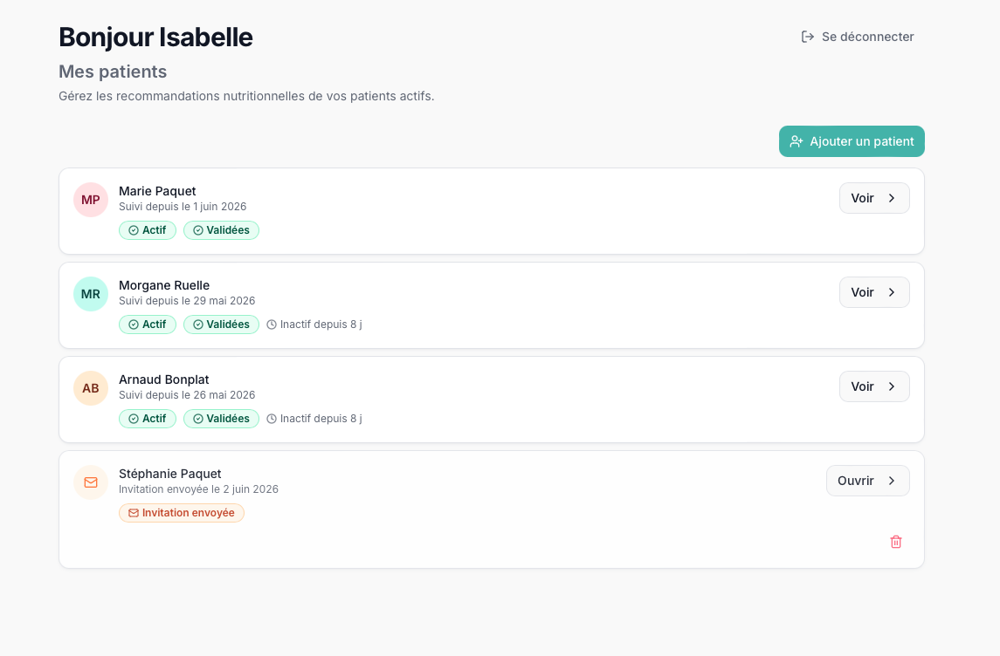 Bonjour Isabelle
Se déconnecter
Mes patients
Gérez les recommandations nutritionnelles de vos patients actifs.
Ajouter un patient
MP
Marie Paquet
Suivi depuis le 1 juin 2026
Actif
Validées
Voir
MR
Morgane Ruelle
Suivi depuis le 29 mai 2026
Actif
Validées
Inactif depuis 8 j
Voir
AB
Arnaud Bonplat
Suivi depuis le 26 mai 2026
Actif
Validées
Inactif depuis 8 j
Voir
Stéphanie Paquet
Invitation envoyée le 2 juin 2026
Invitation envoyée
Ouvrir